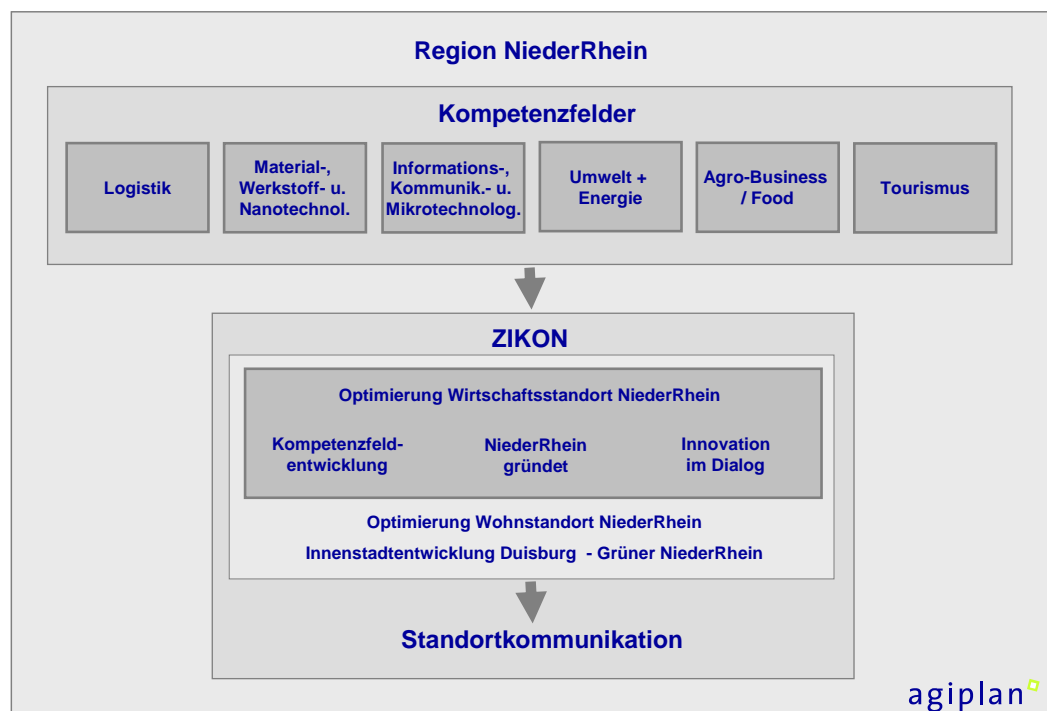 Region NiederRhein
Kompetenzfelder
Logistik
Material-,
Werkstoff- u.
Nanotechnol.
Informations-,
Kommunik.- u.
Mikrotechnolog.
Umwelt +
Energie
Agro-Business
/ Food
Tourismus
ZIKON
Optimierung Wirtschaftsstandort NiederRhein
Kompetenzfeld-
entwicklung
NiederRhein
gründet
Innovation
im Dialog
Optimierung Wohnstandort NiederRhein
Innenstadtentwicklung Duisburg - Grüner NiederRhein
Standortkommunikation
agiplan